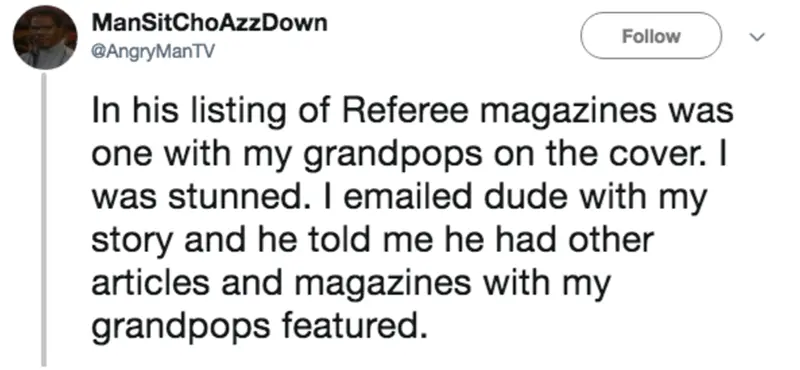 ManSitChoAzzDown
@AngryManTV
Follow
In his listing of Referee magazines was
one with my grandpops on the cover. I
was stunned. I emailed dude with my
story and he told me he had other
articles and magazines with my
grandpops featured.